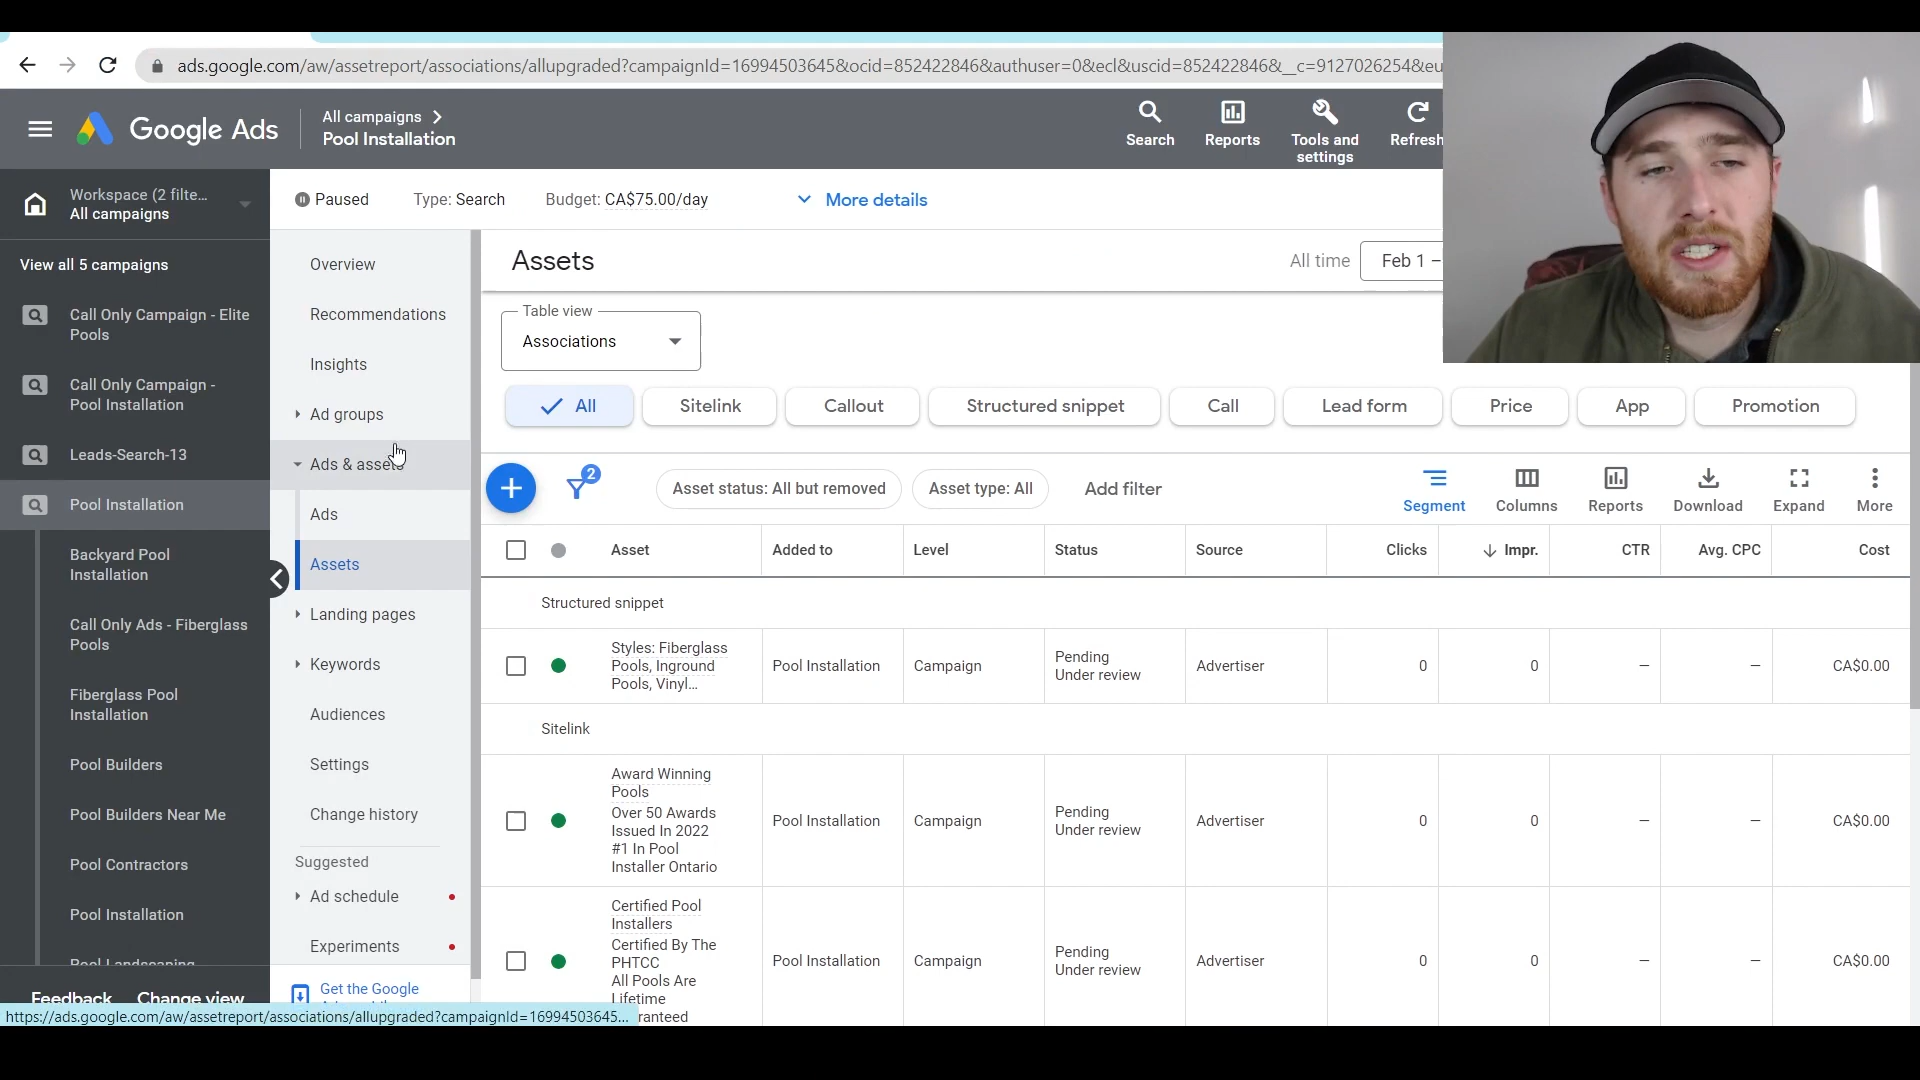 ads.google.com/aw/assetreport/associations/allupgraded?campaignId=16994503645&ocid=852422846&authuser=0&ecl&uscid=852422846&__c=9127026254&eu
Google Ads
All campaigns
Pool Installation
Search
Reports
Tools and
settings
Refresh
Workspace (2 filte...
All campaigns
Paused
Type: Search
Budget: CA$75.00/day
More details
View all 5 campaigns
Call Only Campaign - Elite
Pools
Call Only Campaign -
Pool Installation
Leads-Search-13
Pool Installation
Backyard Pool
Installation
Call Only Ads - Fiberglass
Pools
Fiberglass Pool
Installation
Pool Builders
Pool Builders Near Me
Pool Contractors
Pool Installation
Pool Landscaping
Feedback
Change view
Overview
Recommendations
Insights
Ad groups
Ads & assets
Ads
Assets
Landing pages
Keywords
Audiences
Settings
Change history
Suggested
Ad schedule
Experiments
Get the Google
Assets
All time
Feb 1 –
Table view
Associations
All
Sitelink
Callout
Structured snippet
Call
Lead form
Price
App
Promotion
2
Asset status: All but removed
Asset type: All
Add filter
Segment
Columns
Reports
Download
Expand
More
Asset
Added to
Level
Status
Source
Clicks
Impr.
CTR
Avg. CPC
Cost
Structured snippet
Styles: Fiberglass
Pools, Inground
Pools, Vinyl...
Pool Installation
Campaign
Pending
Under review
Advertiser
0
0
—
—
CA$0.00
Sitelink
Award Winning
Pools
Over 50 Awards
Issued In 2022
#1 In Pool
Installer Ontario
Pool Installation
Campaign
Pending
Under review
Advertiser
0
0
—
—
CA$0.00
Certified Pool
Installers
Certified By The
PHTCC
All Pools Are
Lifetime
ranteed
Pool Installation
Campaign
Pending
Under review
Advertiser
0
0
—
—
CA$0.00
https://ads.google.com/aw/assetreport/associations/allupgraded?campaignId=16994503645...